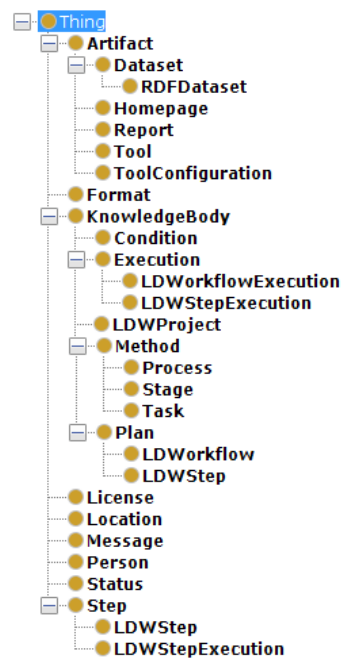 Thing
Artifact
Dataset
RDFDataset
Homepage
Report
Tool
ToolConfiguration
Format
KnowledgeBody
Condition
Execution
LDWorkflowExecution
LDWStepExecution
LDWProject
Method
Process
Stage
Task
Plan
LDWorkflow
LDWStep
License
Location
Message
Person
Status
Step
LDWStep
LDWStepExecution